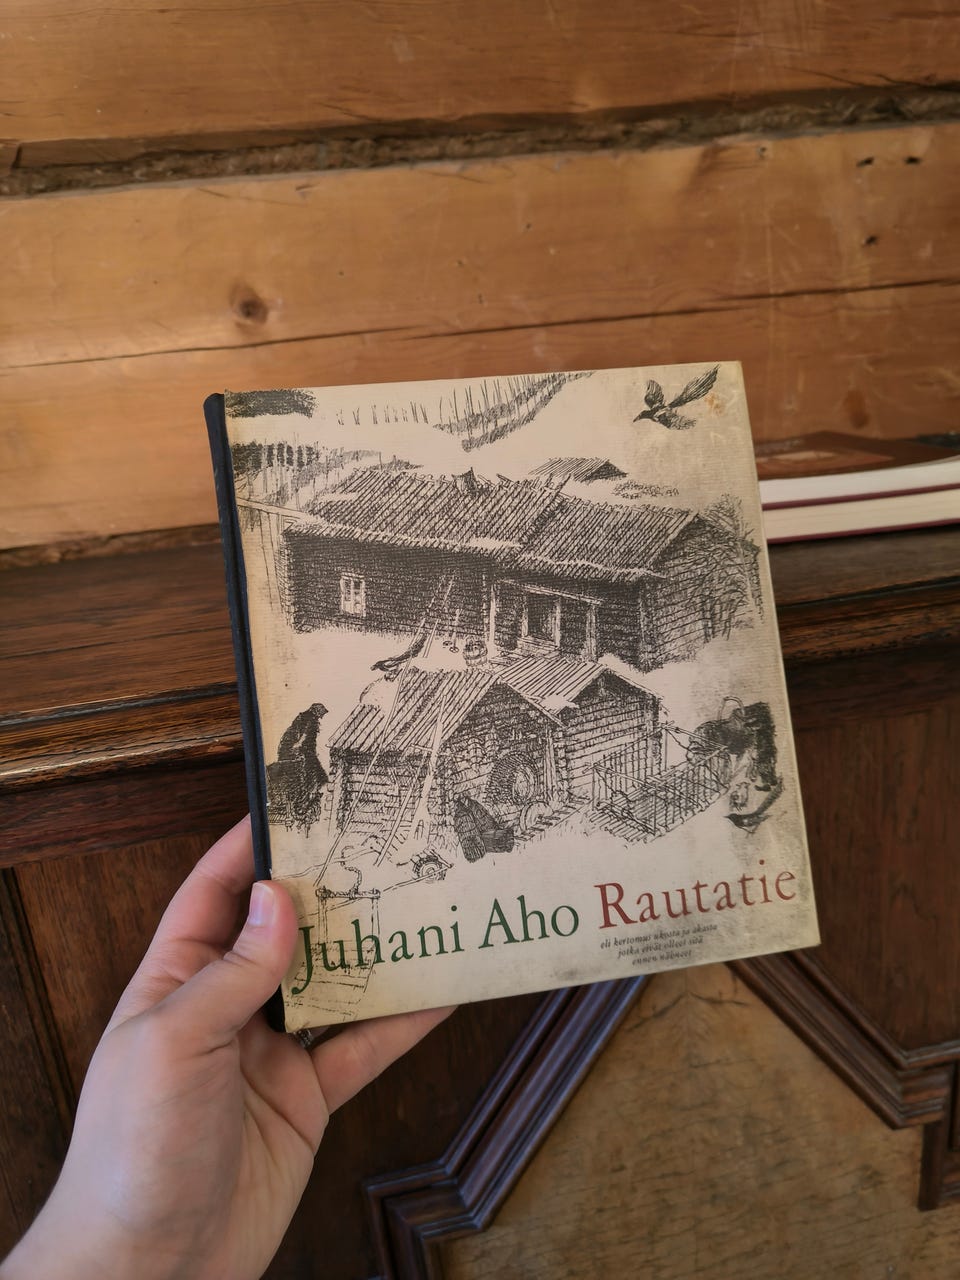 Juhani Aho Rautatie
eli kertomus ukosta ja akasta
jotka eivät olleet sitä
ennen nähneet